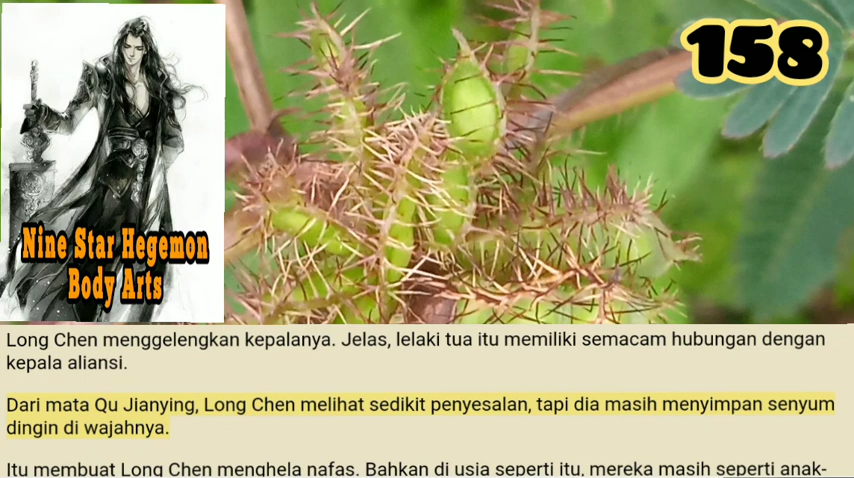 158
Nine Star Hegemon
Body Arts
Long Chen menggelengkan kepalanya. Jelas, lelaki tua itu memiliki semacam hubungan dengan
kepala aliansi.
Dari mata Qu Jianying, Long Chen melihat sedikit penyesalan, tapi dia masih menyimpan senyum
dingin di wajahnya.
Itu membuat Long Chen menghela nafas. Bahkan di usia seperti itu, mereka masih seperti anak-